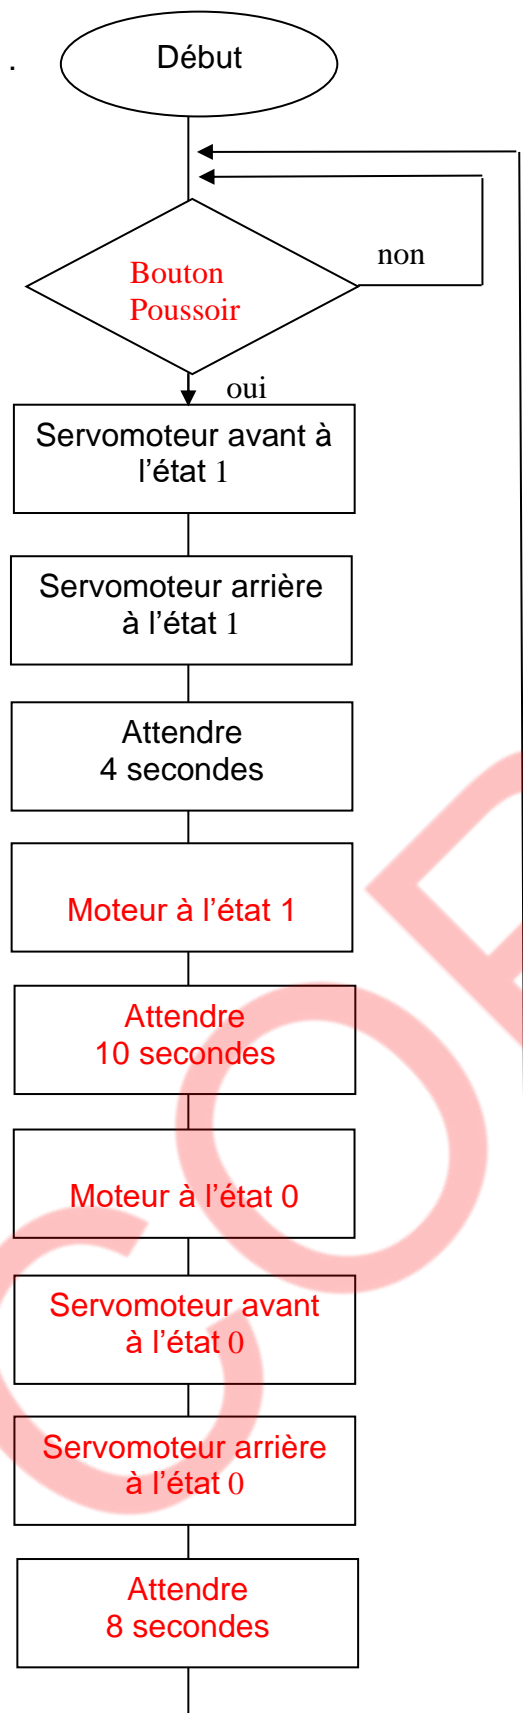 .
Début
non
Bouton
Poussoir
oui
Servomoteur avant à
l’état 1
Servomoteur arrière
à l’état 1
Attendre
4 secondes
Moteur à l’état 1
Attendre
10 secondes
Moteur à l’état 0
Servomoteur avant
à l’état 0
Servomoteur arrière
à l’état 0
Attendre
8 secondes